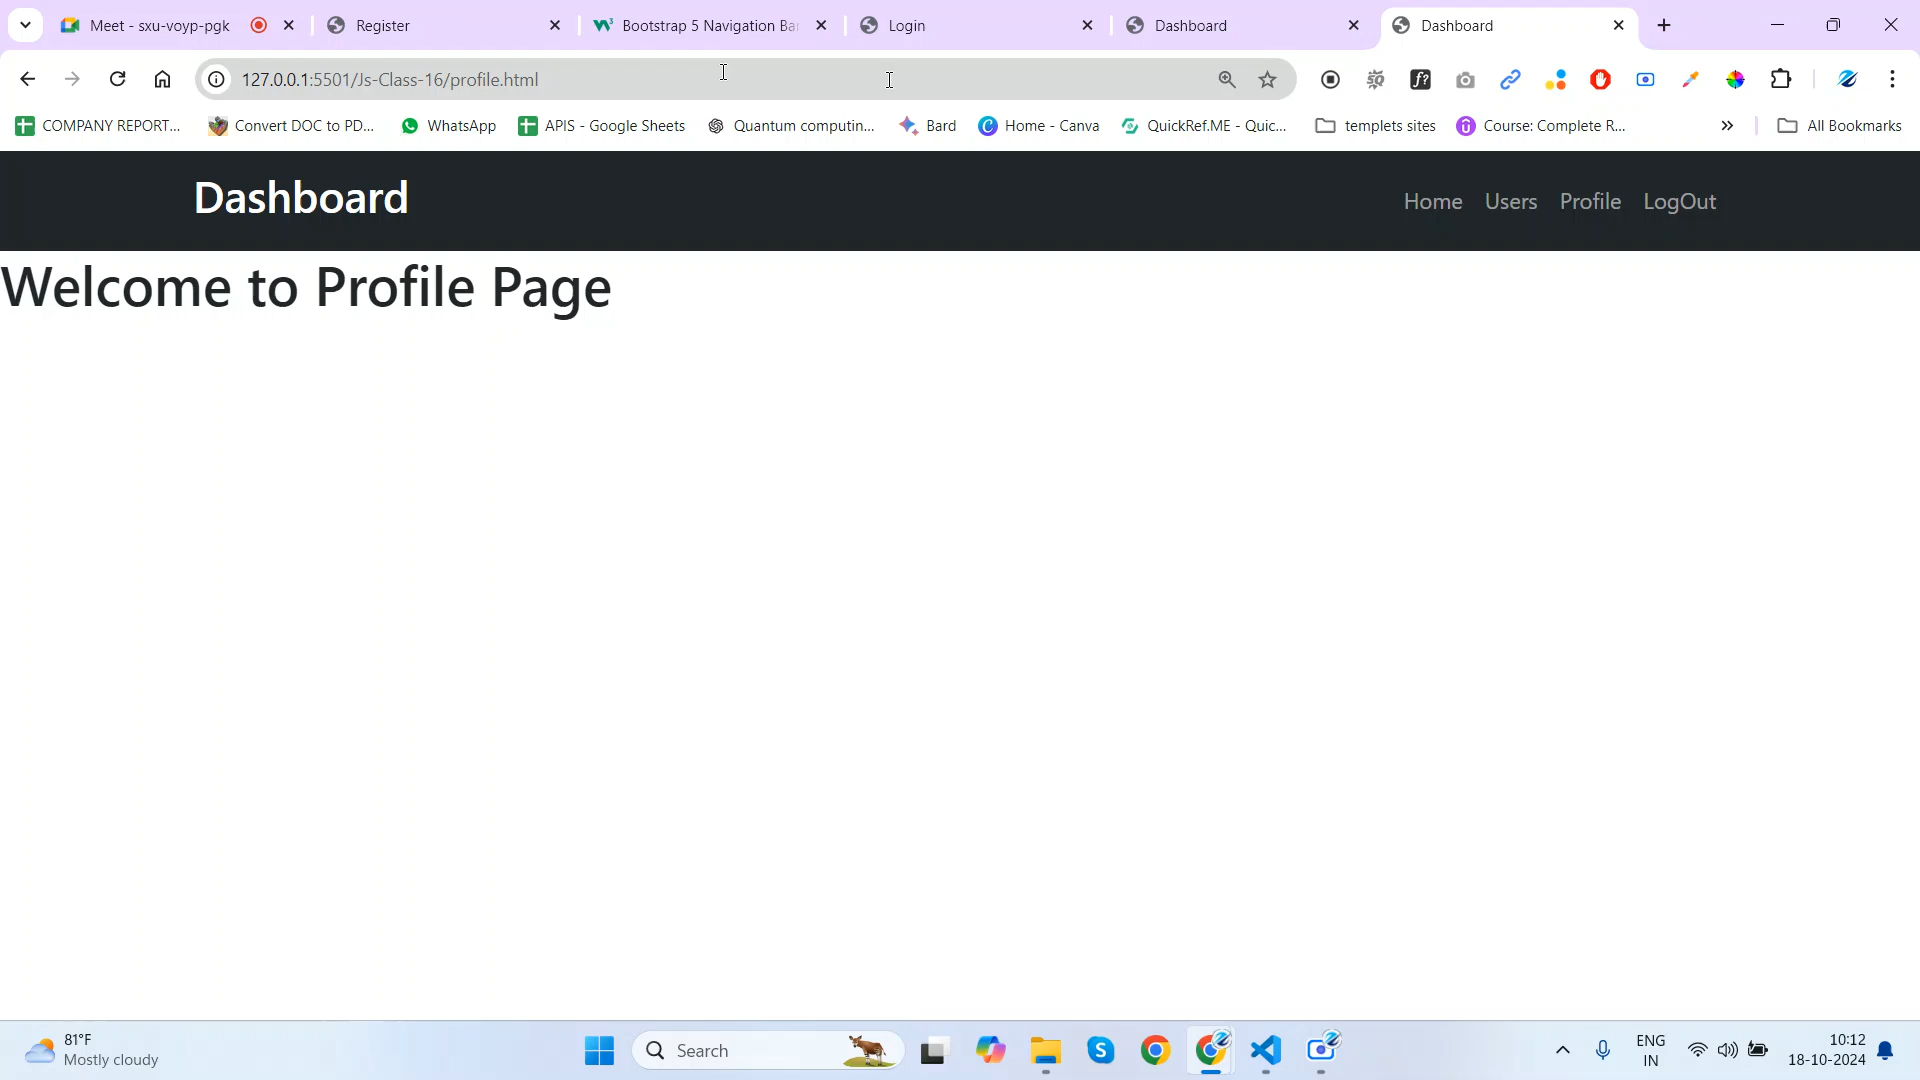 Meet - sxu-voyp-pgk
Register
Bootstrap 5 Navigation Ba
Login
Dashboard
Dashboard
127.0.0.1:5501/Js-Class-16/profile.html
f?
COMPANY REPORT...
Convert DOC to PD...
WhatsApp
APIS - Google Sheets
Quantum computin...
Bard
Home - Canva
QuickRef.ME - Quic...
templets sites
Course: Complete R...
All Bookmarks
Dashboard
Home
Users
Profile
LogOut
Welcome to Profile Page
81°F
Mostly cloudy
Search
ENG
IN
10:12
18-10-2024